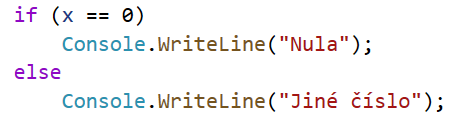 if (x == 0)
    Console.WriteLine("Nula");
else
    Console.WriteLine("Jiné číslo");